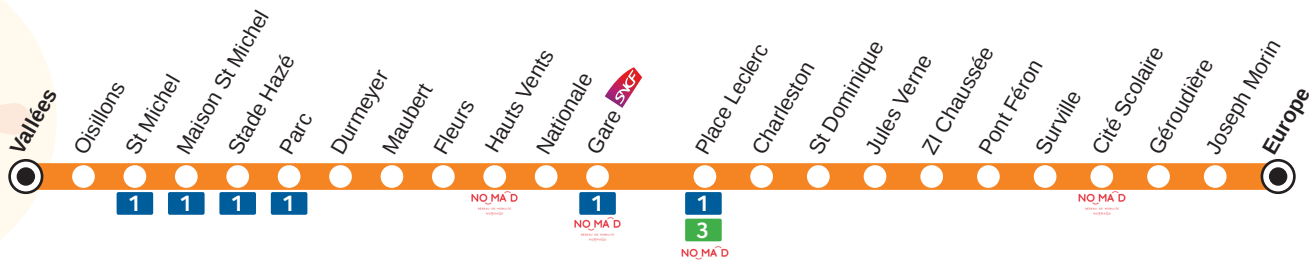 Vallées
Oisillons
St Michel
Maison St Michel
Stade Hazé
Parc
Durmeyer
Maubert
Fleurs
Hauts Vents
Nationale
Gare
SNCF
Place Leclerc
Charleston
St Dominique
Jules Verne
ZI Chaussée
Pont Féron
Surville
Cité Scolaire
Géroudière
Joseph Morin
Europe
1
1
1
1
NOMAD
1
NOMAD
1
3
NOMAD
NOMAD